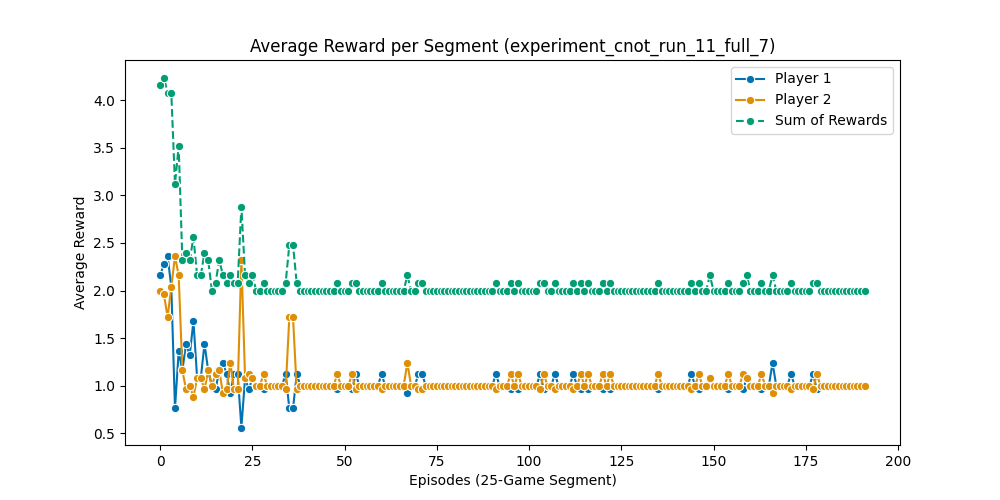 Average Reward per Segment (experiment_cnot_run_11_full_7)
Player 1
Player 2
Sum of Rewards
Average Reward
4.0
3.5
3.0
2.5
2.0
1.5
1.0
0.5
0 25 50 75 100 125 150 175 200
Episodes (25-Game Segment)